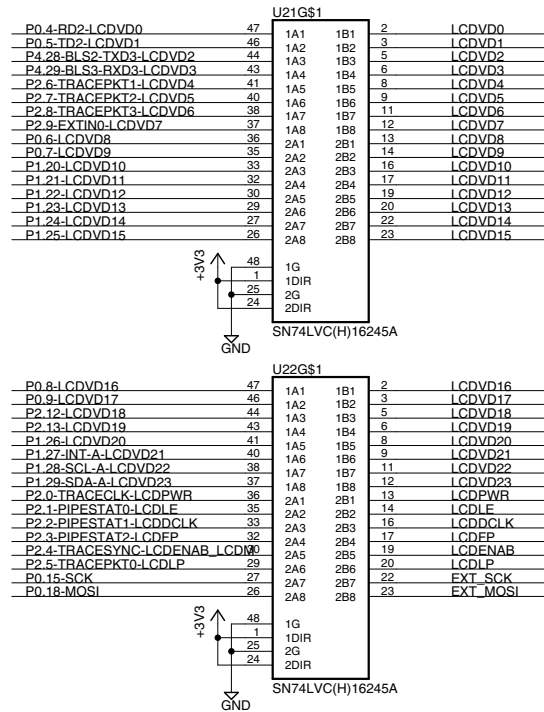 U21G$1
P0.4-RD2-LCDVD0 47 1A1 1B1 2 LCDVD0
P0.5-TD2-LCDVD1 46 1A2 1B2 3 LCDVD1
P4.28-BLS2-TXD3-LCDVD2 44 1A3 1B3 5 LCDVD2
P4.29-BLS3-RXD3-LCDVD3 43 1A4 1B4 6 LCDVD3
P2.6-TRACEPKT1-LCDVD4 41 1A5 1B5 8 LCDVD4
P2.7-TRACEPKT2-LCDVD5 40 1A6 1B6 9 LCDVD5
P2.8-TRACEPKT3-LCDVD6 38 1A7 1B7 11 LCDVD6
P2.9-EXTIN0-LCDVD7 37 1A8 1B8 12 LCDVD7
P0.6-LCDVD8 36 2A1 2B1 13 LCDVD8
P0.7-LCDVD9 35 2A2 2B2 14 LCDVD9
P1.20-LCDVD10 33 2A3 2B3 16 LCDVD10
P1.21-LCDVD11 32 2A4 2B4 17 LCDVD11
P1.22-LCDVD12 30 2A5 2B5 19 LCDVD12
P1.23-LCDVD13 29 2A6 2B6 20 LCDVD13
P1.24-LCDVD14 27 2A7 2B7 22 LCDVD14
P1.25-LCDVD15 26 2A8 2B8 23 LCDVD15
+3V3
48 1G
1 1DIR
25 2G
24 2DIR
SN74LVC(H)16245A
GND
U22G$1
P0.8-LCDVD16 47 1A1 1B1 2 LCDVD16
P0.9-LCDVD17 46 1A2 1B2 3 LCDVD17
P2.12-LCDVD18 44 1A3 1B3 5 LCDVD18
P2.13-LCDVD19 43 1A4 1B4 6 LCDVD19
P1.26-LCDVD20 41 1A5 1B5 8 LCDVD20
P1.27-INT-A-LCDVD21 40 1A6 1B6 9 LCDVD21
P1.28-SCL-A-LCDVD22 38 1A7 1B7 11 LCDVD22
P1.29-SDA-A-LCDVD23 37 1A8 1B8 12 LCDVD23
P2.0-TRACECLK-LCDPWR 36 2A1 2B1 13 LCDPWR
P2.1-PIPESTAT0-LCDLE 35 2A2 2B2 14 LCDLE
P2.2-PIPESTAT1-LCDDCLK 33 2A3 2B3 16 LCDDCLK
P2.3-PIPESTAT2-LCDFP 32 2A4 2B4 17 LCDFP
P2.4-TRACESYNC-LCDENAB_LCDM 30 2A5 2B5 19 LCDENAB
P2.5-TRACEPKT0-LCDLP 29 2A6 2B6 20 LCDLP
P0.15-SCK 27 2A7 2B7 22 EXT_SCK
P0.18-MOSI 26 2A8 2B8 23 EXT_MOSI
+3V3
48 1G
1 1DIR
25 2G
24 2DIR
SN74LVC(H)16245A
GND